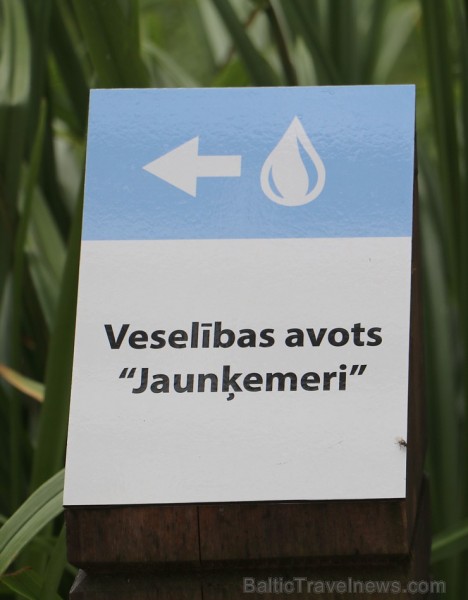 Veselības avots
“Jaunķemeri”
BalticTravelnews.com